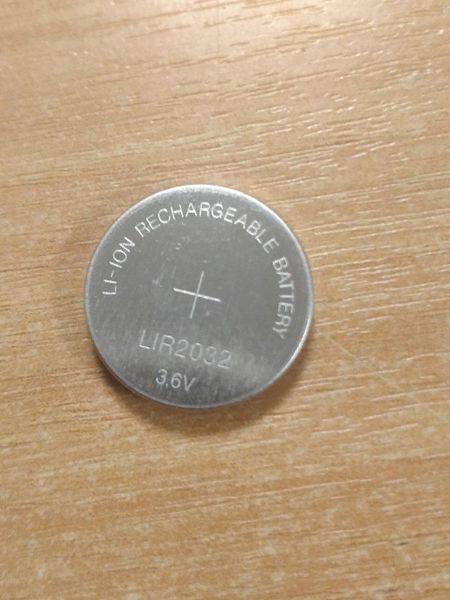 LI-ION RECHARGEABLE BATTERY
+
LIR2032
3.6V